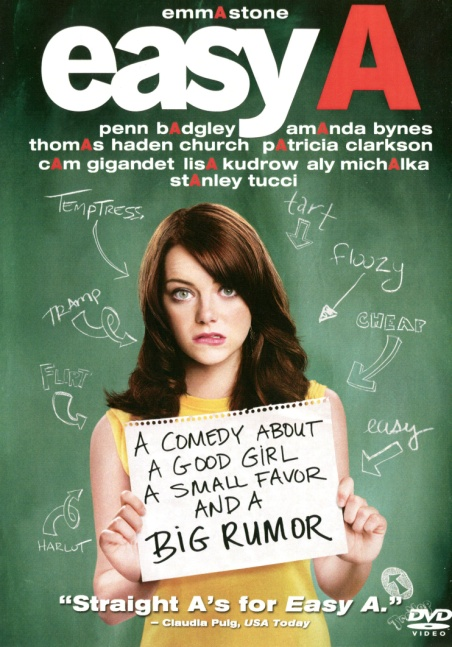 emmAstone
easy A
penn bAdgley amAnda bynes
thomAs haden church pAtricia clarkson
cAm gigandet lisA kudrow aly michAlka
stAnley tucci
TEMPTRESS
tart
floozy
TRAMP
CHEAP
FLIRT
easy
HARLOT
A COMEDY ABOUT
A GOOD GIRL
A SMALL FAVOR
AND A
BIG RUMOR
“Straight A's for Easy A.”
– Claudia Puig, USA Today
DVD
VIDEO